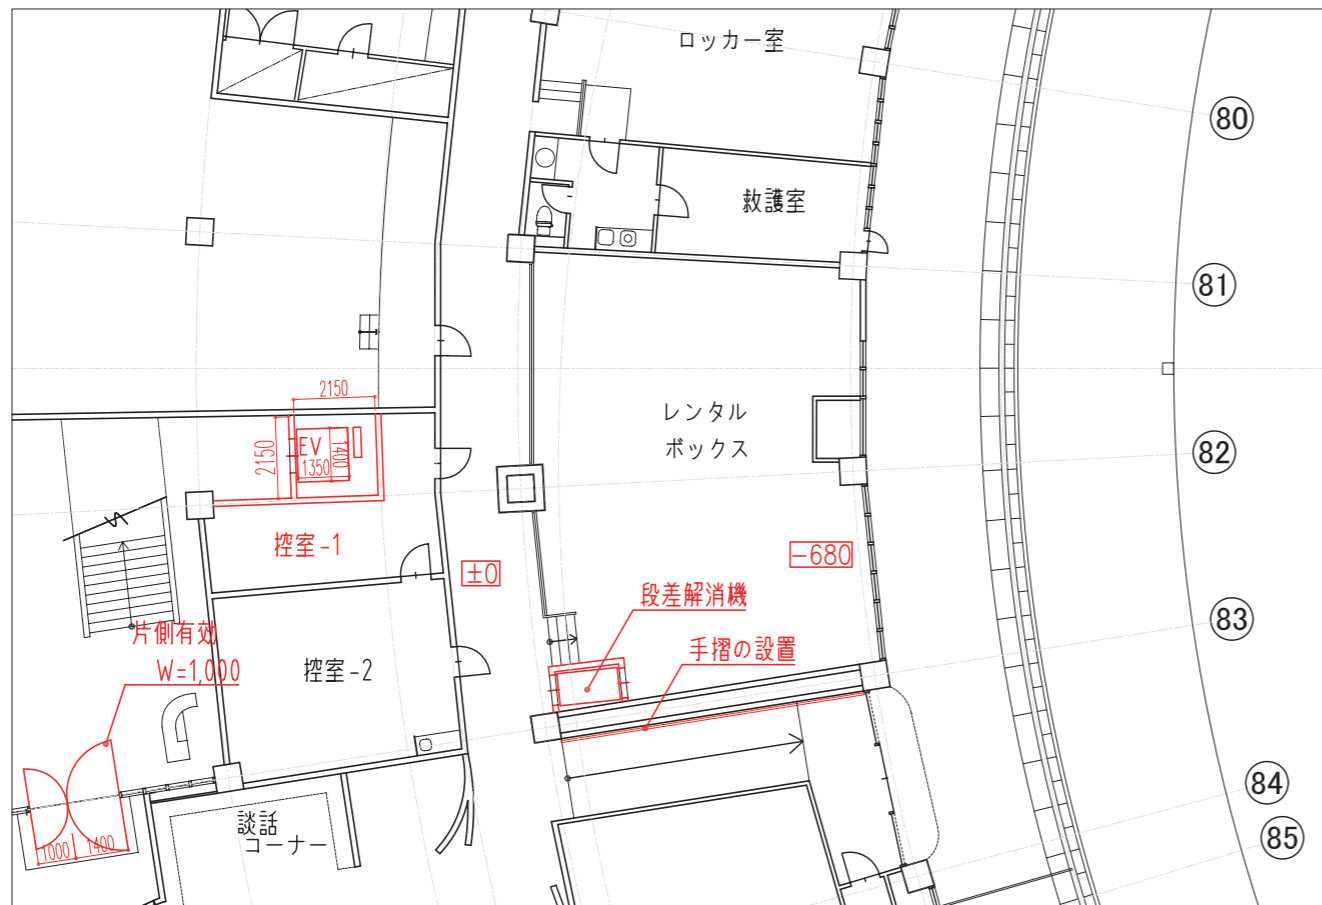 ロッカー室
80
救護室
81
2150
レンタル
ボックス
82
2150
EV
1350
1400
控室-1
±0
-680
段差解消機
83
片側有効
W=1,000
手摺の設置
控室-2
84
談話
コーナー
85
1000
1400